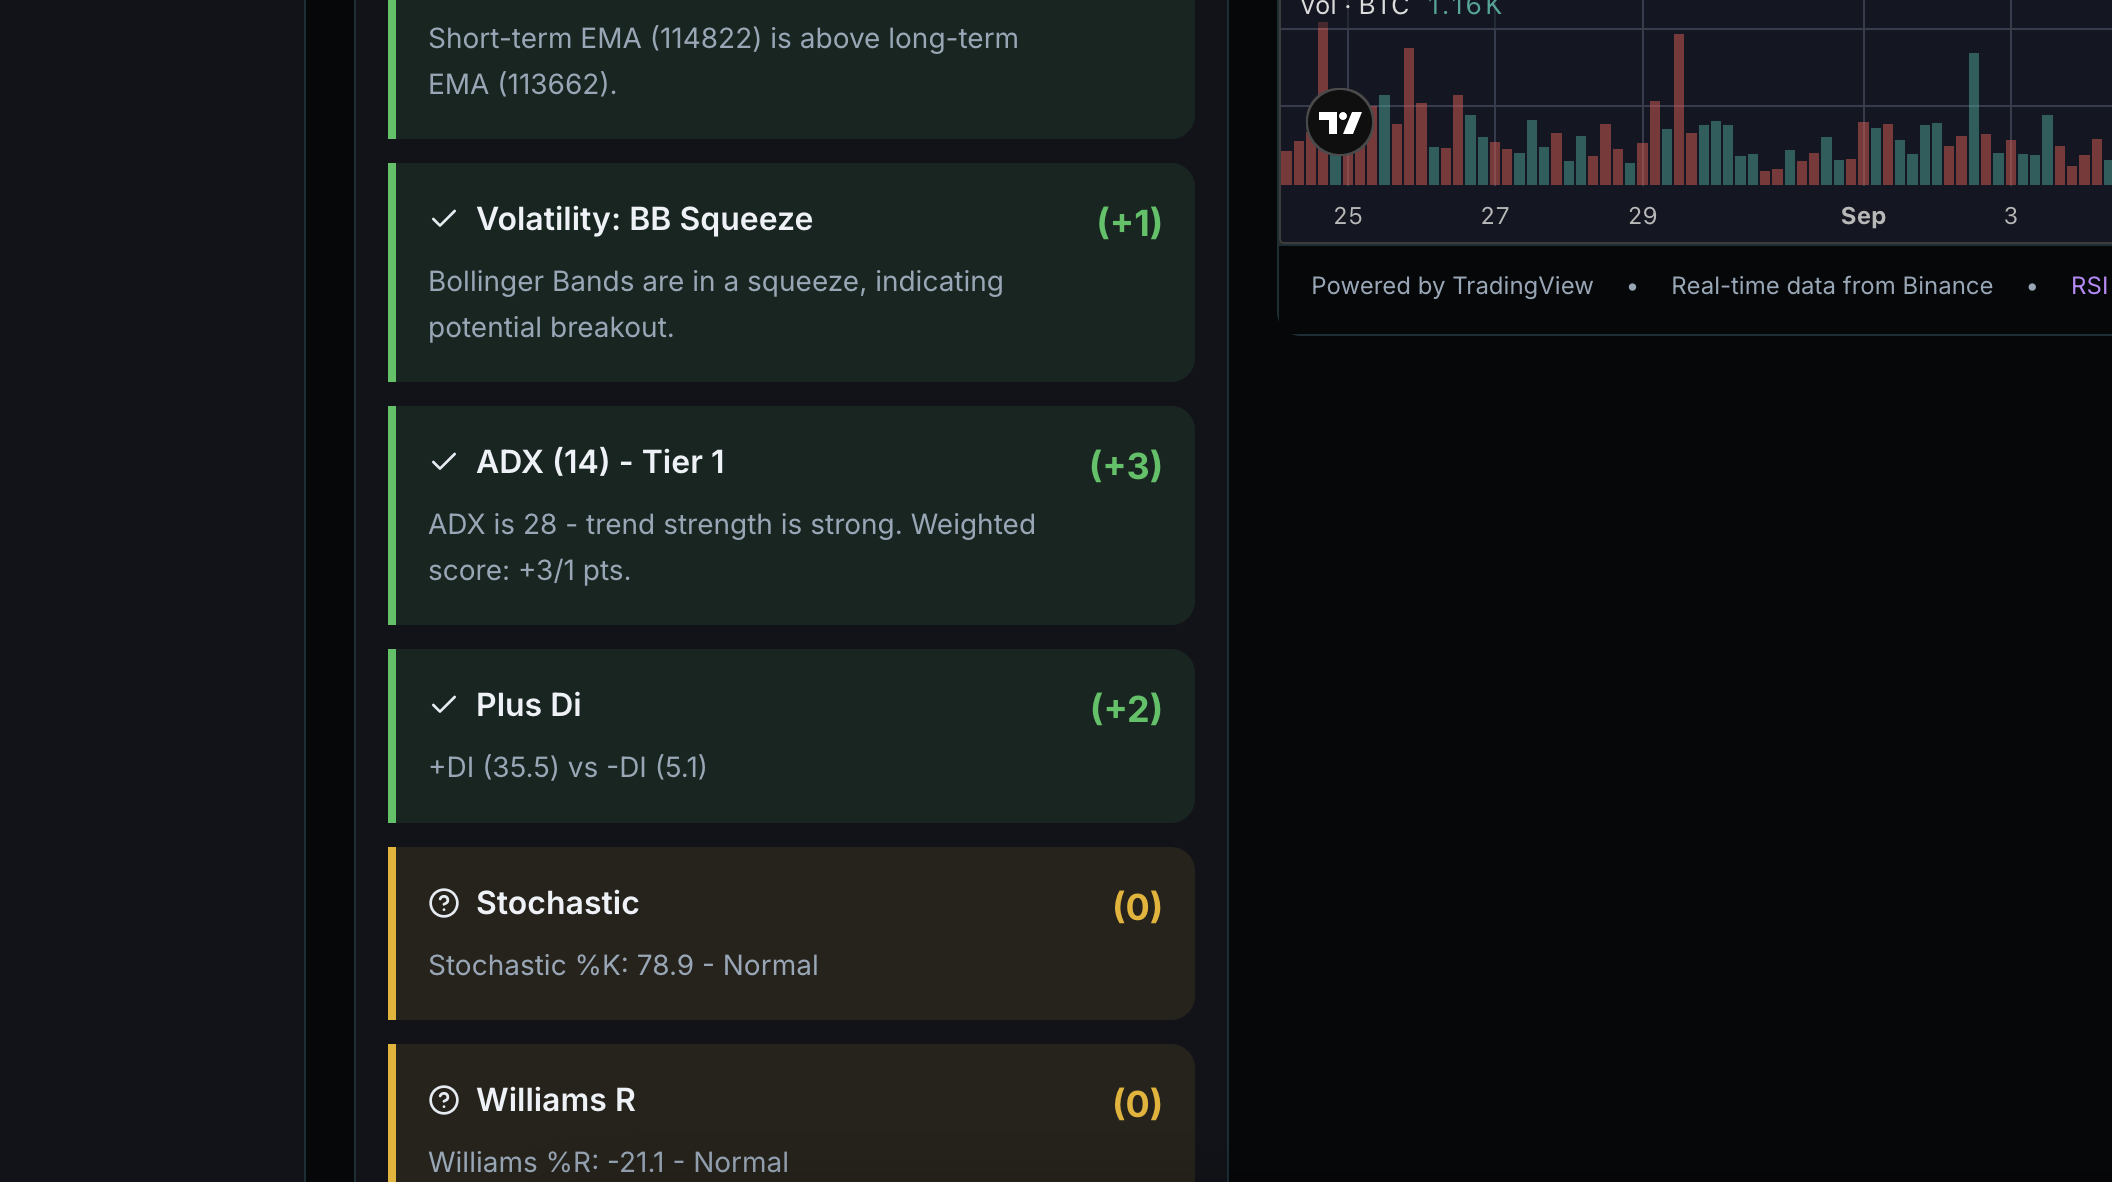 Short-term EMA (114822) is above long-term
EMA (113662).
Volatility: BB Squeeze (+1)
Bollinger Bands are in a squeeze, indicating
potential breakout.
ADX (14) - Tier 1 (+3)
ADX is 28 - trend strength is strong. Weighted
score: +3/1 pts.
Plus Di (+2)
+DI (35.5) vs -DI (5.1)
Stochastic (0)
Stochastic %K: 78.9 - Normal
Williams R (0)
Williams %R: -21.1 - Normal
Vol · BTC 1.16K
25 27 29 Sep 3
Powered by TradingView • Real-time data from Binance • RSI